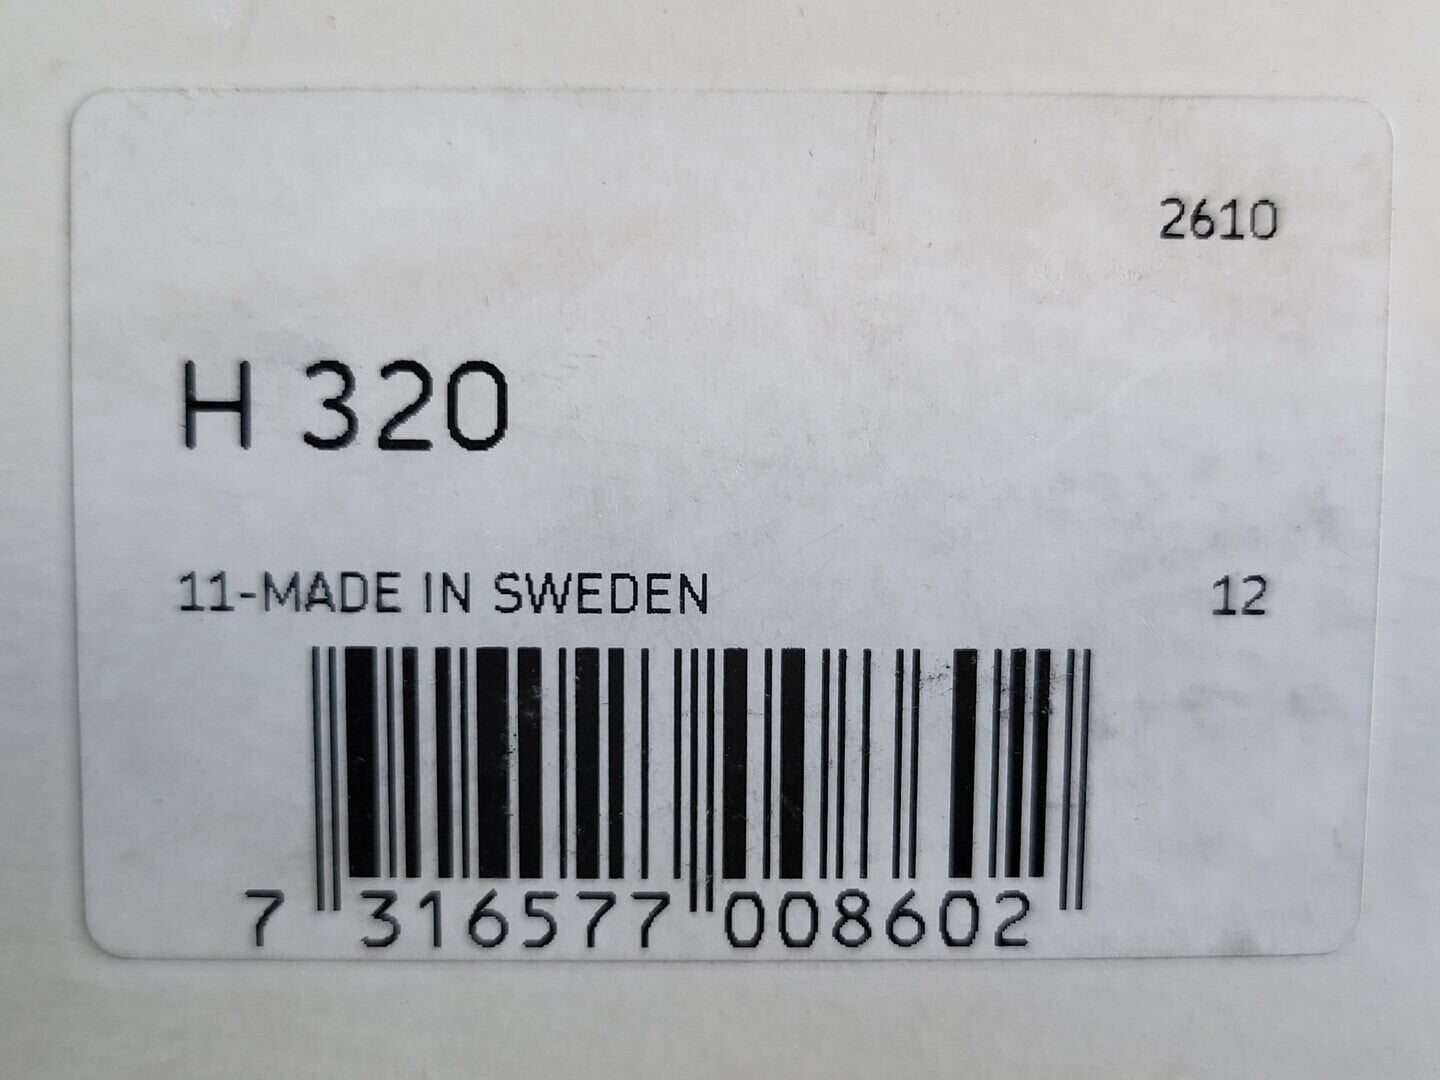 2610
H 320
11-MADE IN SWEDEN 12
7 316577 008602